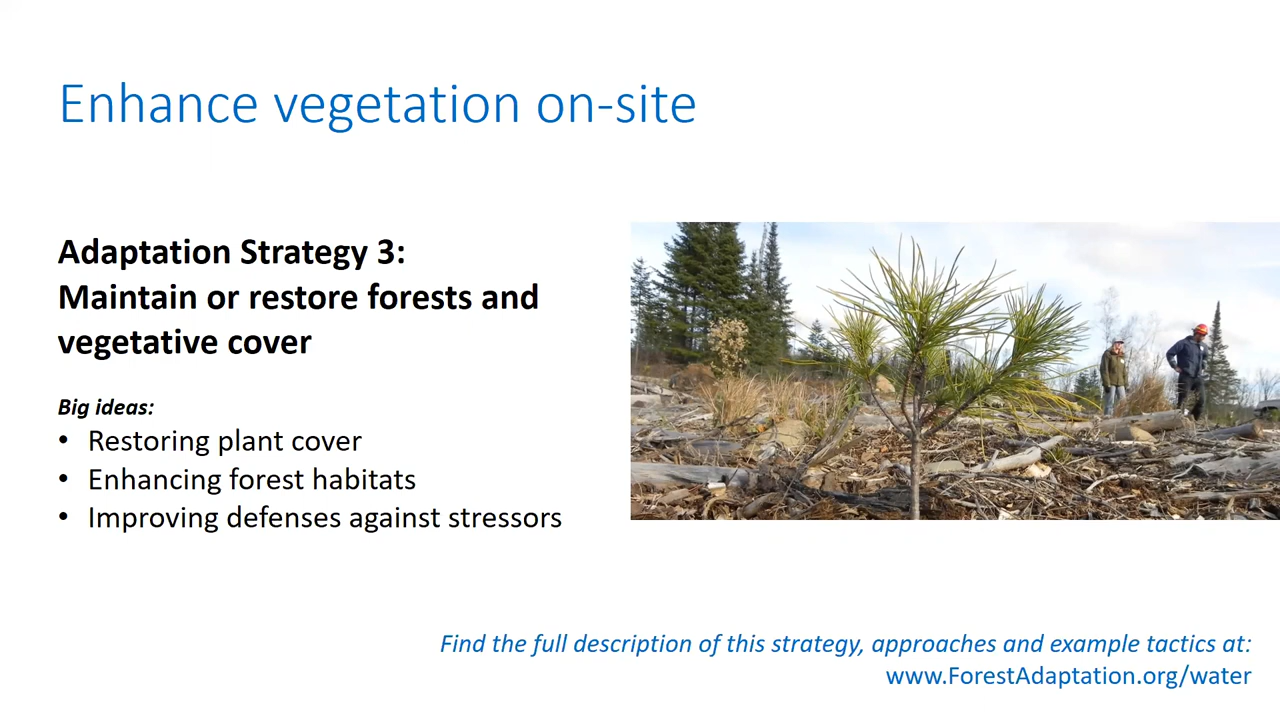 Enhance vegetation on-site
Adaptation Strategy 3:
Maintain or restore forests and
vegetative cover
Big ideas:
• Restoring plant cover
• Enhancing forest habitats
• Improving defenses against stressors
Find the full description of this strategy, approaches and example tactics at:
www.ForestAdaptation.org/water